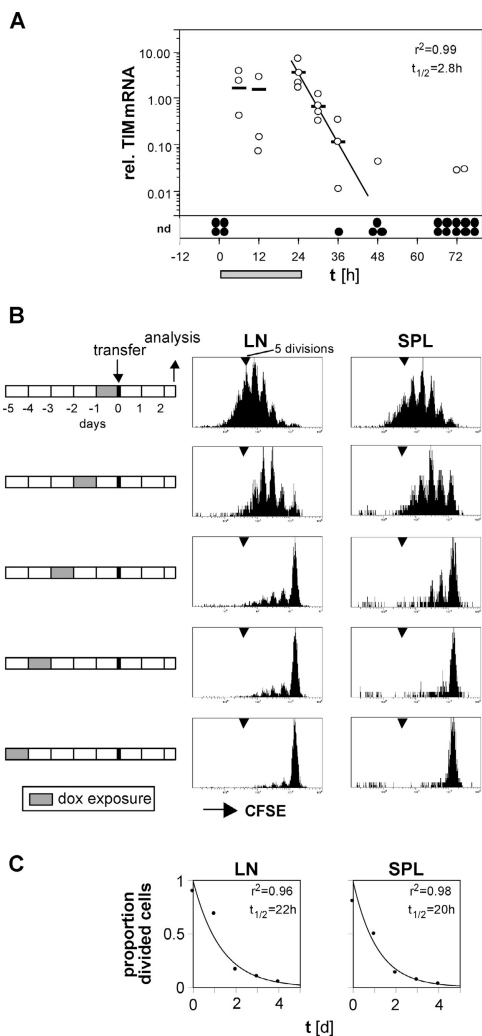 A
rel. TIM mRNA
10.00
1.00
0.10
0.01
nd
r²=0.99
t1/2=2.8h
-12 0 12 24 36 48 60 72
t [h]
B
transfer
analysis
-5 -4 -3 -2 -1 0 1 2
days
LN
SPL
5 divisions
dox exposure
CFSE
C
LN
SPL
proportion
divided cells
1
0.5
0
r²=0.96
t1/2=22h
r²=0.98
t1/2=20h
0 2 4
0 2 4
t [d]